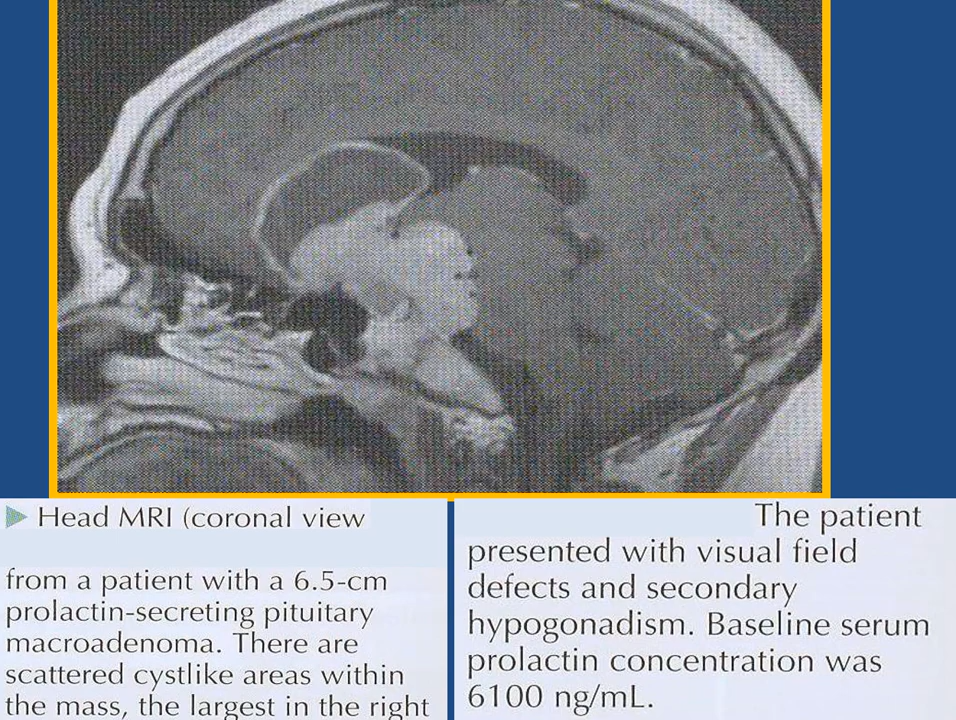 Head MRI (coronal view
from a patient with a 6.5-cm
prolactin-secreting pituitary
macroadenoma. There are
scattered cystlike areas within
the mass, the largest in the right
The patient
presented with visual field
defects and secondary
hypogonadism. Baseline serum
prolactin concentration was
6100 ng/mL.